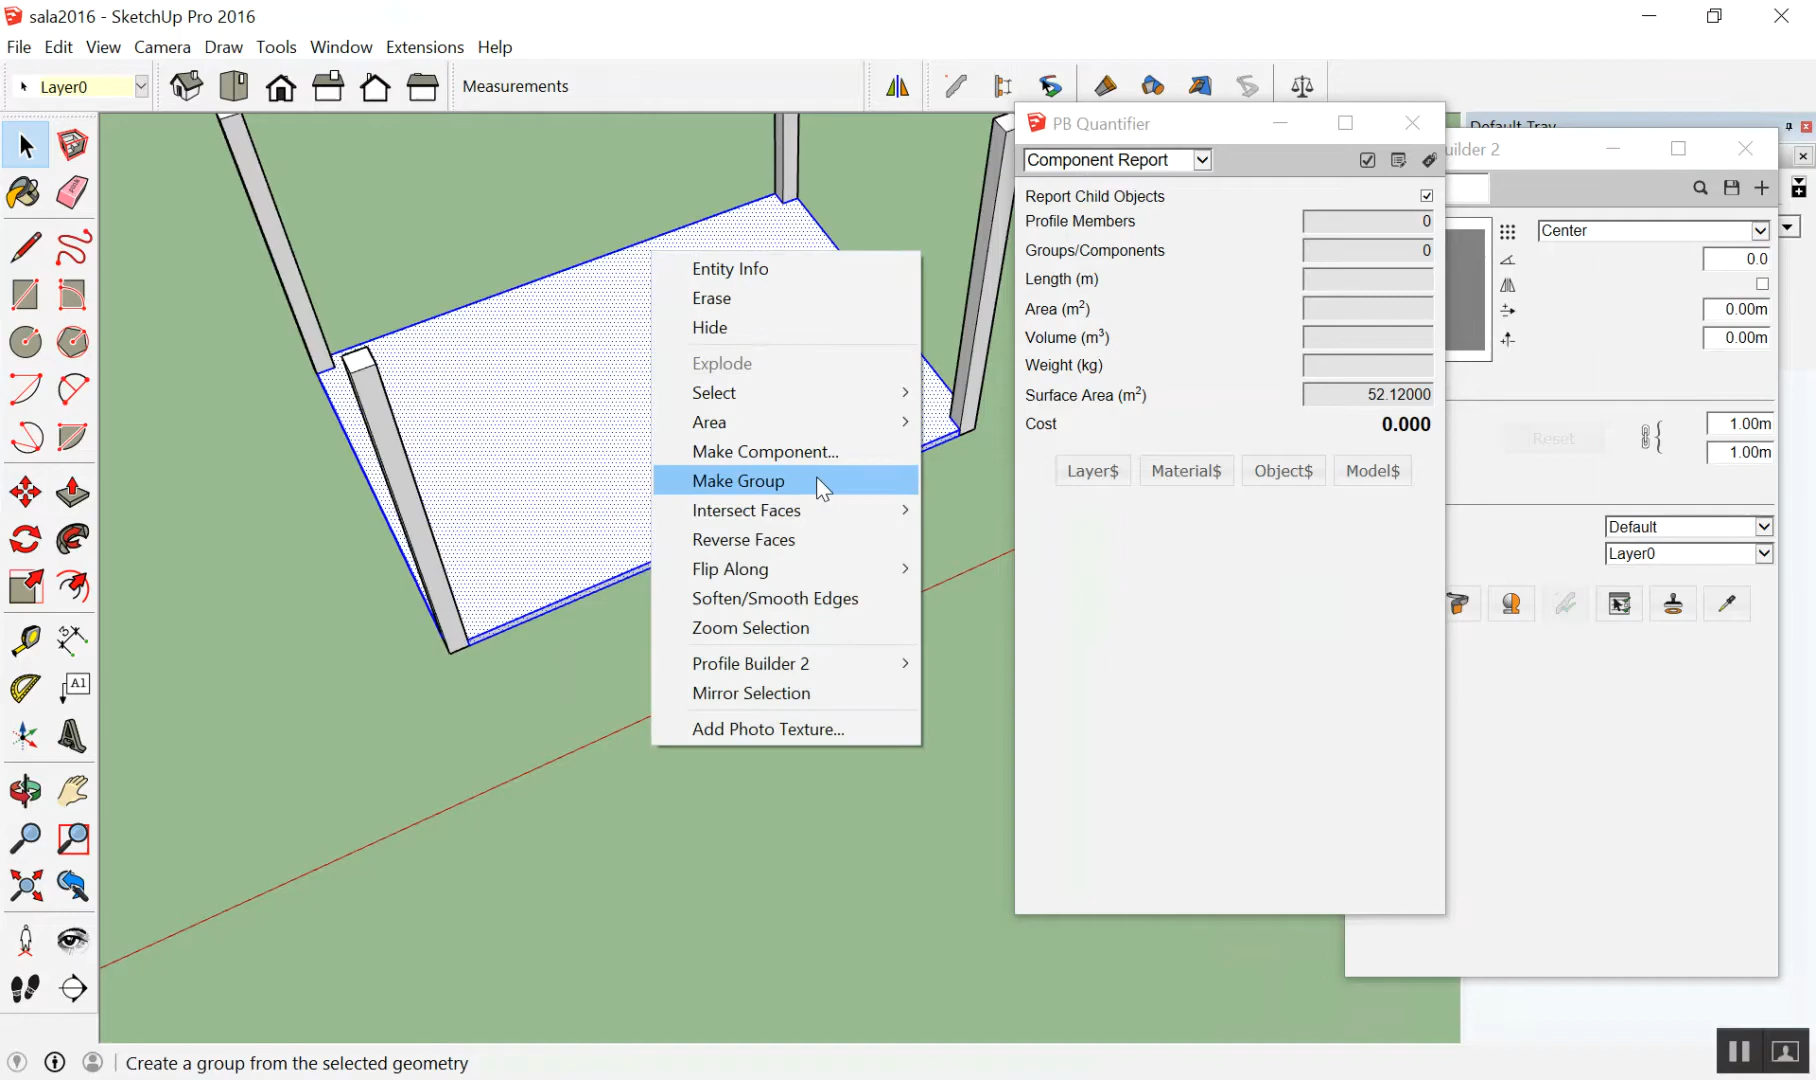 sala2016 - SketchUp Pro 2016
File Edit View Camera Draw Tools Window Extensions Help
Layer0
Measurements
PB Quantifier
Component Report
Report Child Objects
Profile Members 0
Groups/Components 0
Length (m)
Area (m²)
Volume (m³)
Weight (kg)
Surface Area (m²) 52.12000
Cost 0.000
Layer$ Material$ Object$ Model$
Default Tray
uilder 2
Center
0.0
0.00m
0.00m
Reset
1.00m
1.00m
Default
Layer0
Entity Info
Erase
Hide
Explode
Select
Area
Make Component...
Make Group
Intersect Faces
Reverse Faces
Flip Along
Soften/Smooth Edges
Zoom Selection
Profile Builder 2
Mirror Selection
Add Photo Texture...
A1
Create a group from the selected geometry